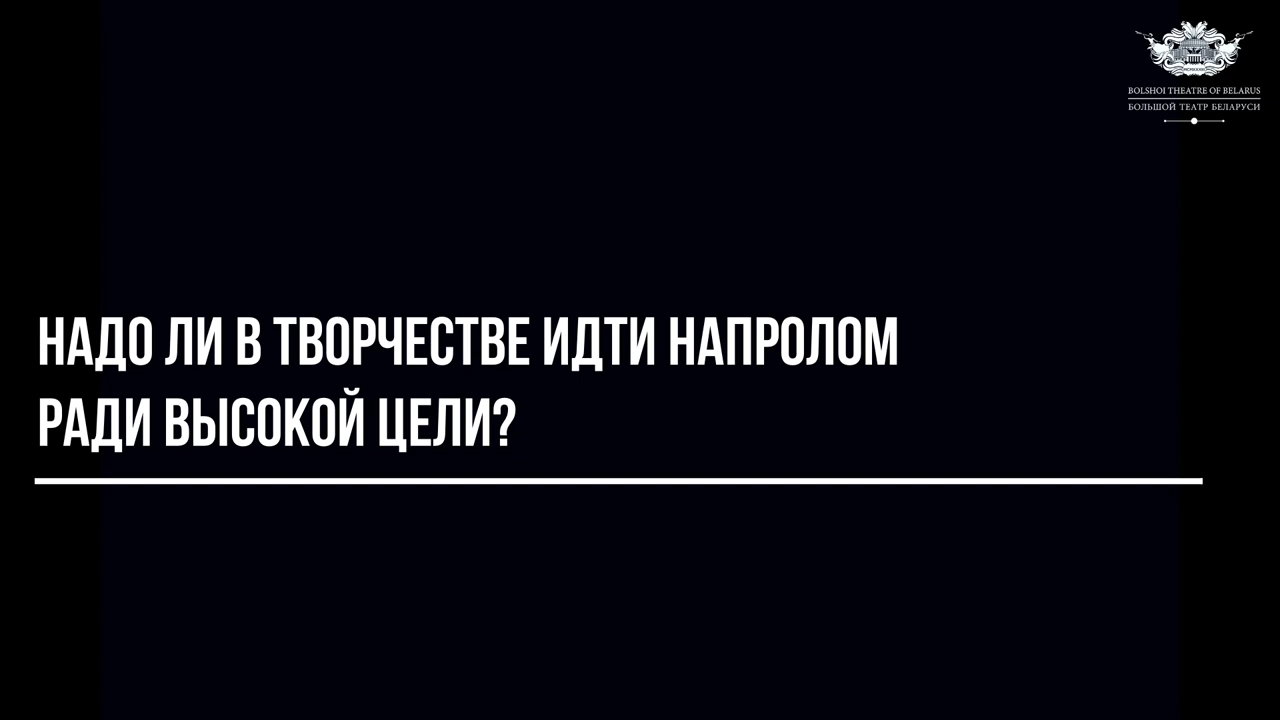 BOLSHOI THEATRE OF BELARUS
БОЛЬШОЙ ТЕАТР БЕЛАРУСИ
НАДО ЛИ В ТВОРЧЕСТВЕ ИДТИ НАПРОЛОМ
РАДИ ВЫСОКОЙ ЦЕЛИ?